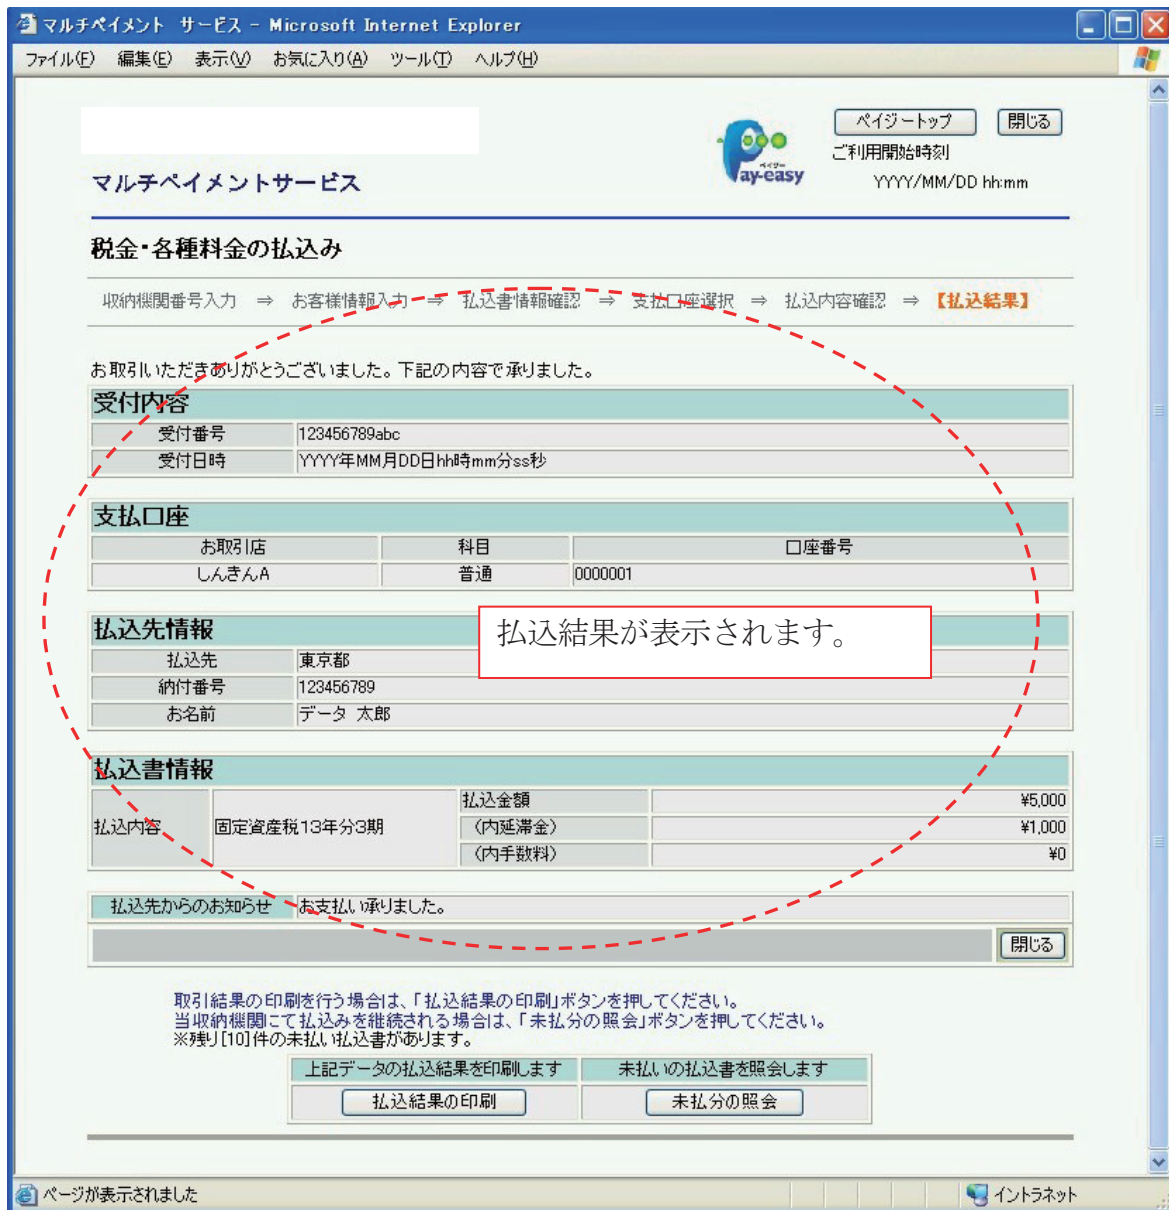 マルチペイメント サービス - Microsoft Internet Explorer
ファイル(F) 編集(E) 表示(V) お気に入り(A) ツール(T) ヘルプ(H)
Pay-easy ペイジー
ペイジートップ 閉じる
ご利用開始時刻
マルチペイメントサービス
YYYY/MM/DD hh:mm
税金・各種料金の払込み
収納機関番号入力 ⇒ お客様情報入力 ⇒ 払込書情報確認 ⇒ 支払口座選択 ⇒ 払込内容確認 ⇒ 【払込結果】
お取引いただきありがとうございました。下記の内容で承りました。
受付内容
受付番号 123456789abc
受付日時 YYYY年MM月DD日hh時mm分ss秒
支払口座
お取引店 科目 口座番号
しんきんA 普通 0000001
払込先情報
払込結果が表示されます。
払込先 東京都
納付番号 123456789
お名前 データ 太郎
払込書情報
払込内容 固定資産税13年分3期 払込金額 ¥5,000
(内延滞金) ¥1,000
(内手数料) ¥0
払込先からのお知らせ お支払い承りました。
閉じる
取引結果の印刷を行う場合は、「払込結果の印刷」ボタンを押してください。
当収納機関にて払込みを継続される場合は、「未払分の照会」ボタンを押してください。
※残り[10]件の未払い払込書があります。
上記データの払込結果を印刷します 未払いの払込書を照会します
払込結果の印刷 未払分の照会
ページが表示されました イントラネット